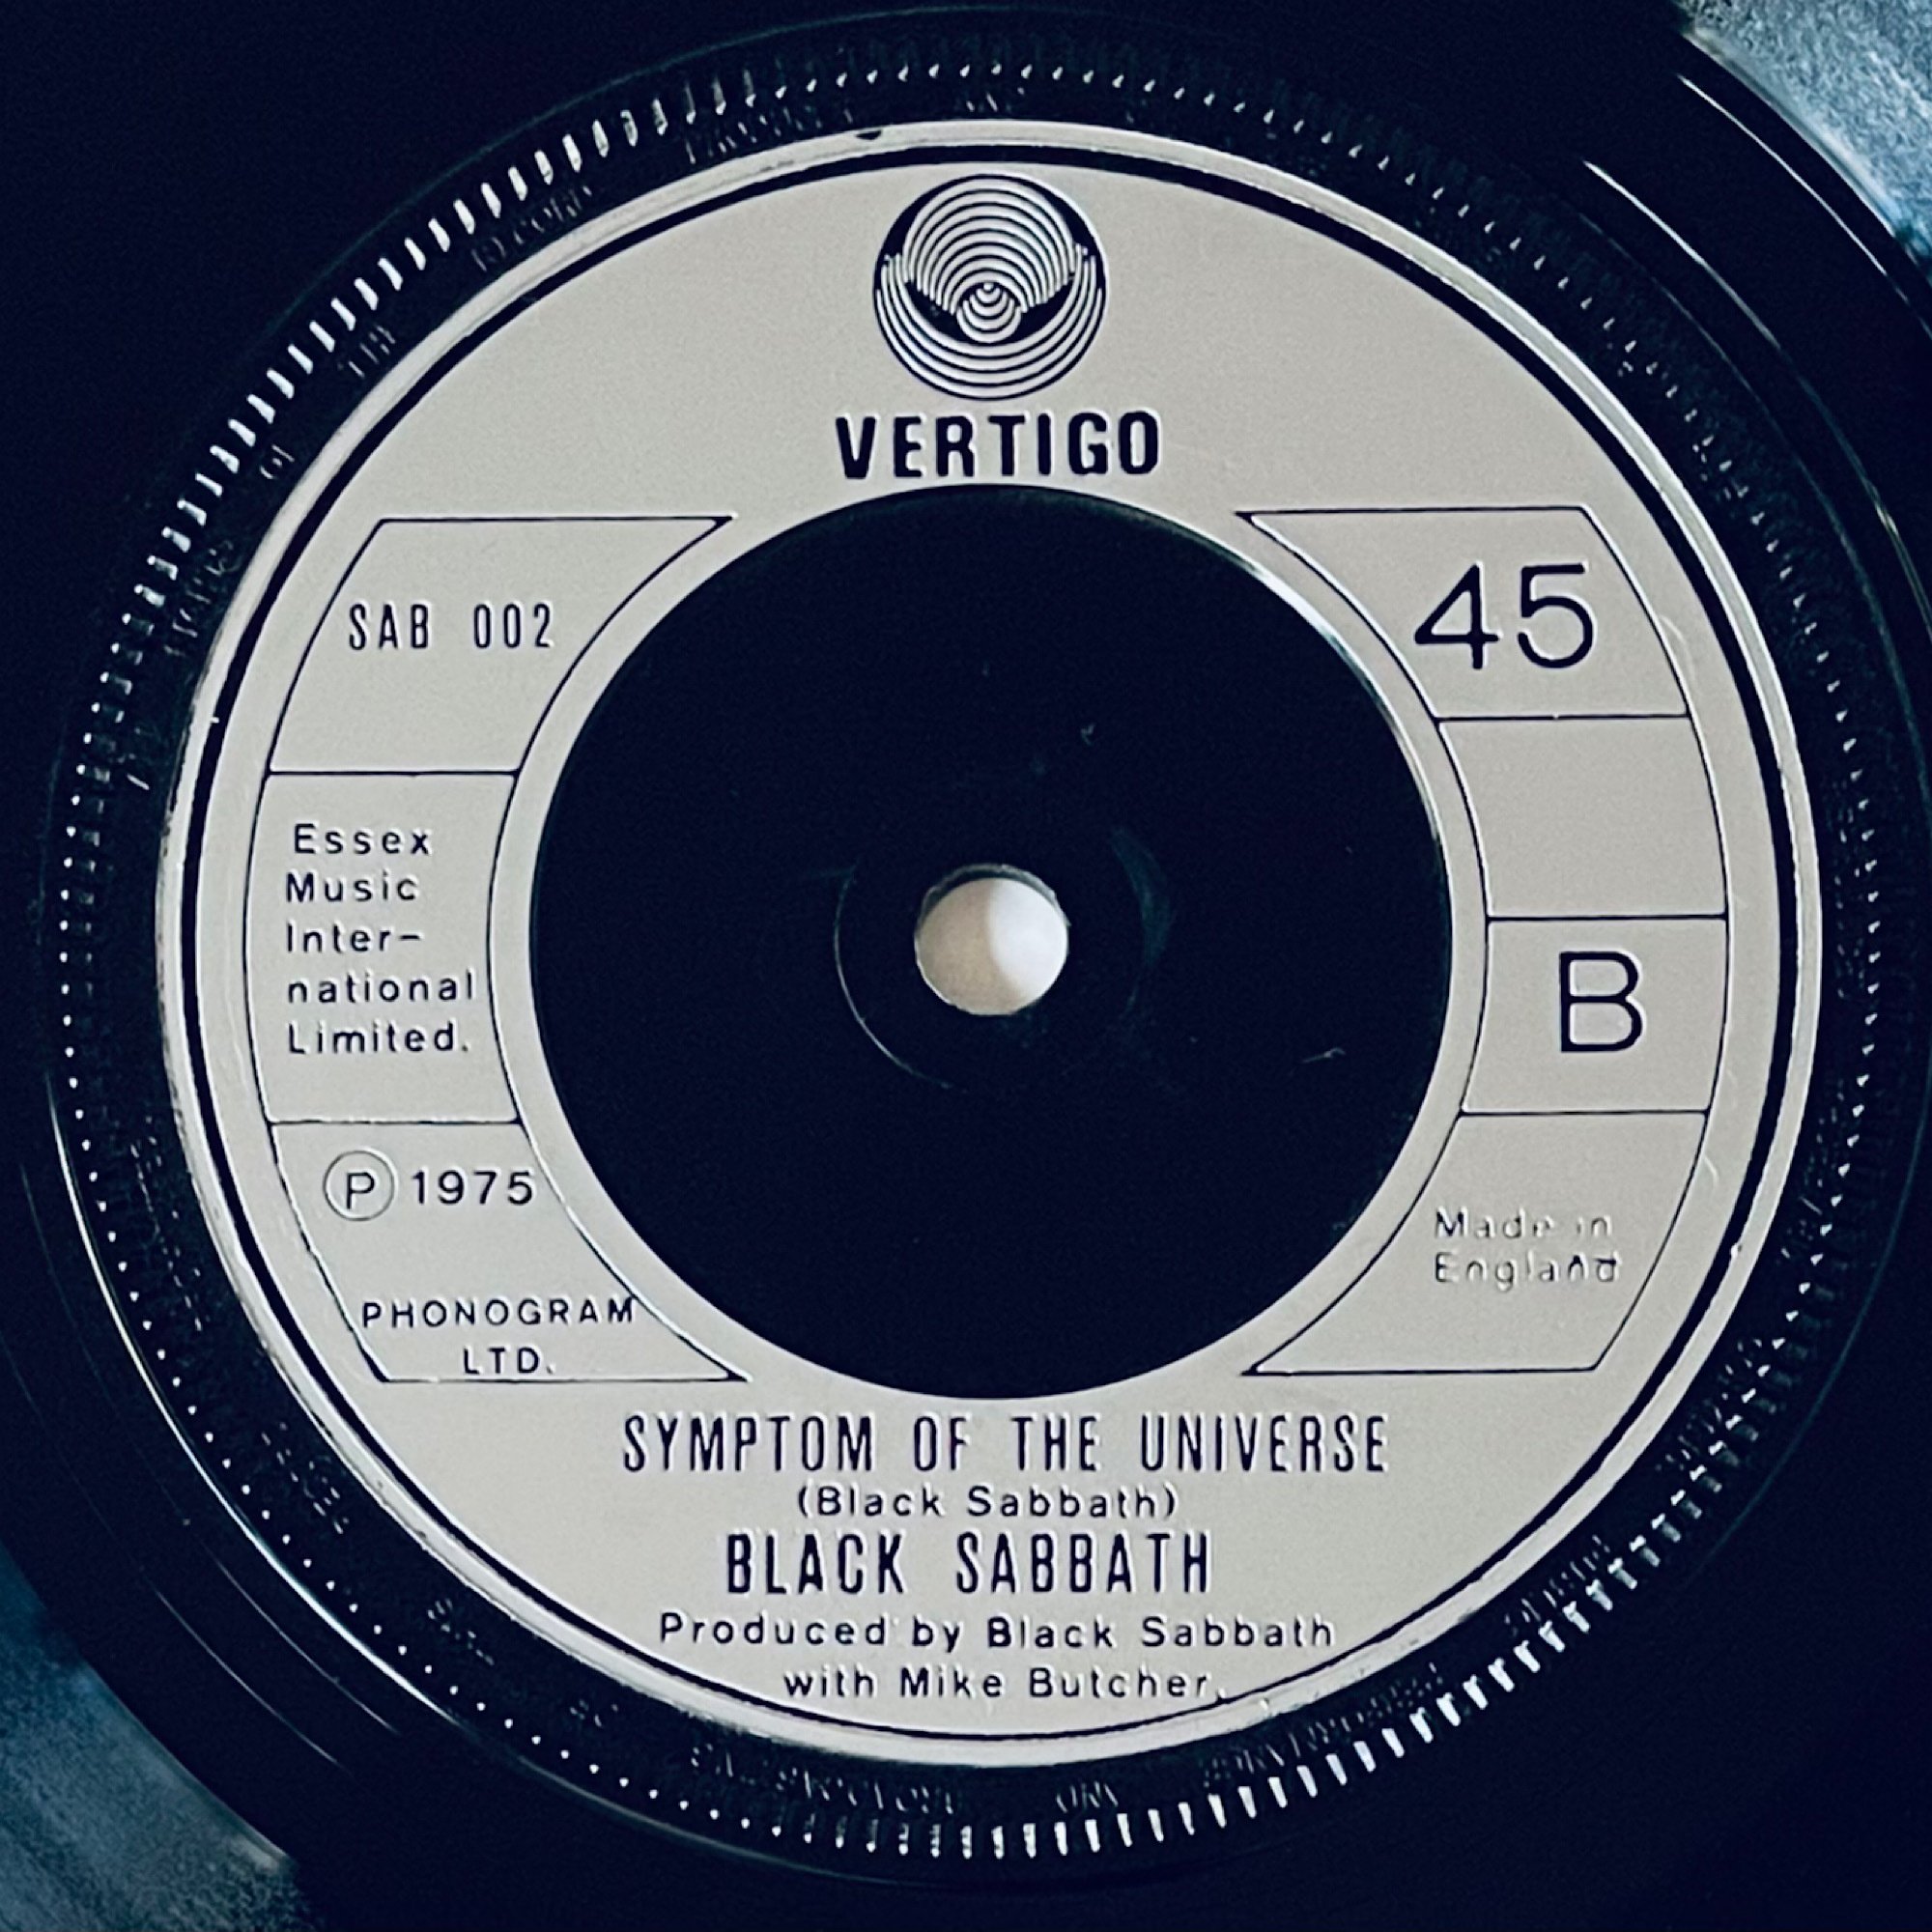 VERTIGO
SAB 002
45
Essex
Music
Inter-
national
Limited.
B
Ⓟ 1975
PHONOGRAM
LTD.
Made in
England
SYMPTOM OF THE UNIVERSE
(Black Sabbath)
BLACK SABBATH
Produced by Black Sabbath
with Mike Butcher.